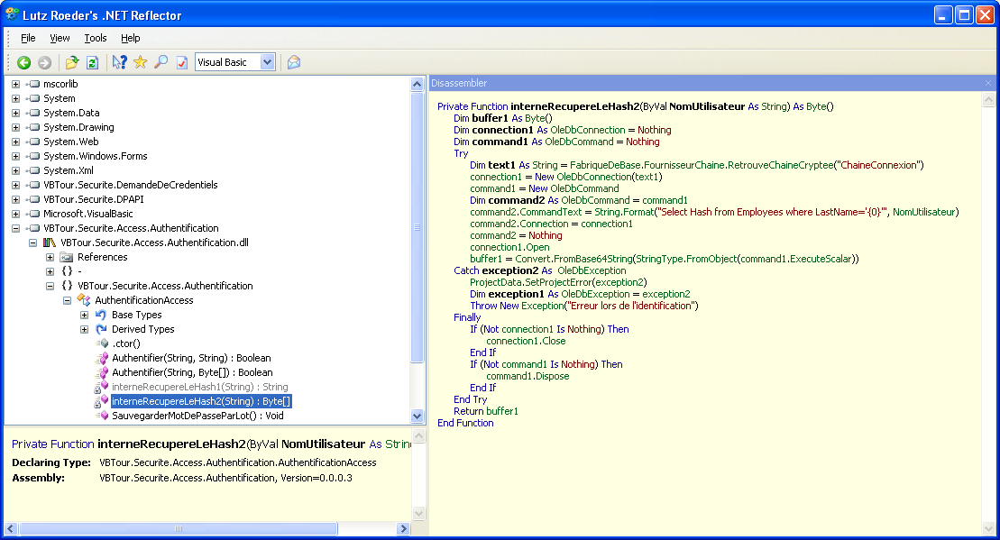 Lutz Roeder's .NET Reflector
File View Tools Help
Visual Basic
mscorlib
System
System.Data
System.Drawing
System.Web
System.Windows.Forms
System.Xml
VBTour.Securite.DemandeDeCredentiels
VBTour.Securite.DPAPI
Microsoft.VisualBasic
VBTour.Securite.Access.Authentification
VBTour.Securite.Access.Authentification.dll
References
{} -
{} VBTour.Securite.Access.Authentification
AuthentificationAccess
Base Types
Derived Types
.ctor()
Authentifier(String, String) : Boolean
Authentifier(String, Byte[]) : Boolean
interneRecupereLeHash1(String) : String
interneRecupereLeHash2(String) : Byte[]
SauvegarderMotDePasseParLot() : Void
Private Function interneRecupereLeHash2(ByVal NomUtilisateur As String
Declaring Type: VBTour.Securite.Access.Authentification.AuthentificationAccess
Assembly: VBTour.Securite.Access.Authentification, Version=0.0.0.3
Disassembler
Private Function interneRecupereLeHash2(ByVal NomUtilisateur As String) As Byte()
Dim buffer1 As Byte()
Dim connection1 As OleDbConnection = Nothing
Dim command1 As OleDbCommand = Nothing
Try
Dim text1 As String = FabriqueDeBase.FournisseurChaine.RetrouveChaineCryptee("ChaineConnexion")
connection1 = New OleDbConnection(text1)
command1 = New OleDbCommand
Dim command2 As OleDbCommand = command1
command2.CommandText = String.Format("Select Hash from Employees where LastName='{0}'", NomUtilisateur)
command2.Connection = connection1
command2 = Nothing
connection1.Open
buffer1 = Convert.FromBase64String(StringType.FromObject(command1.ExecuteScalar))
Catch exception2 As OleDbException
ProjectData.SetProjectError(exception2)
Dim exception1 As OleDbException = exception2
Throw New Exception("Erreur lors de l'identification")
Finally
If (Not connection1 Is Nothing) Then
connection1.Close
End If
If (Not command1 Is Nothing) Then
command1.Dispose
End If
End Try
Return buffer1
End Function